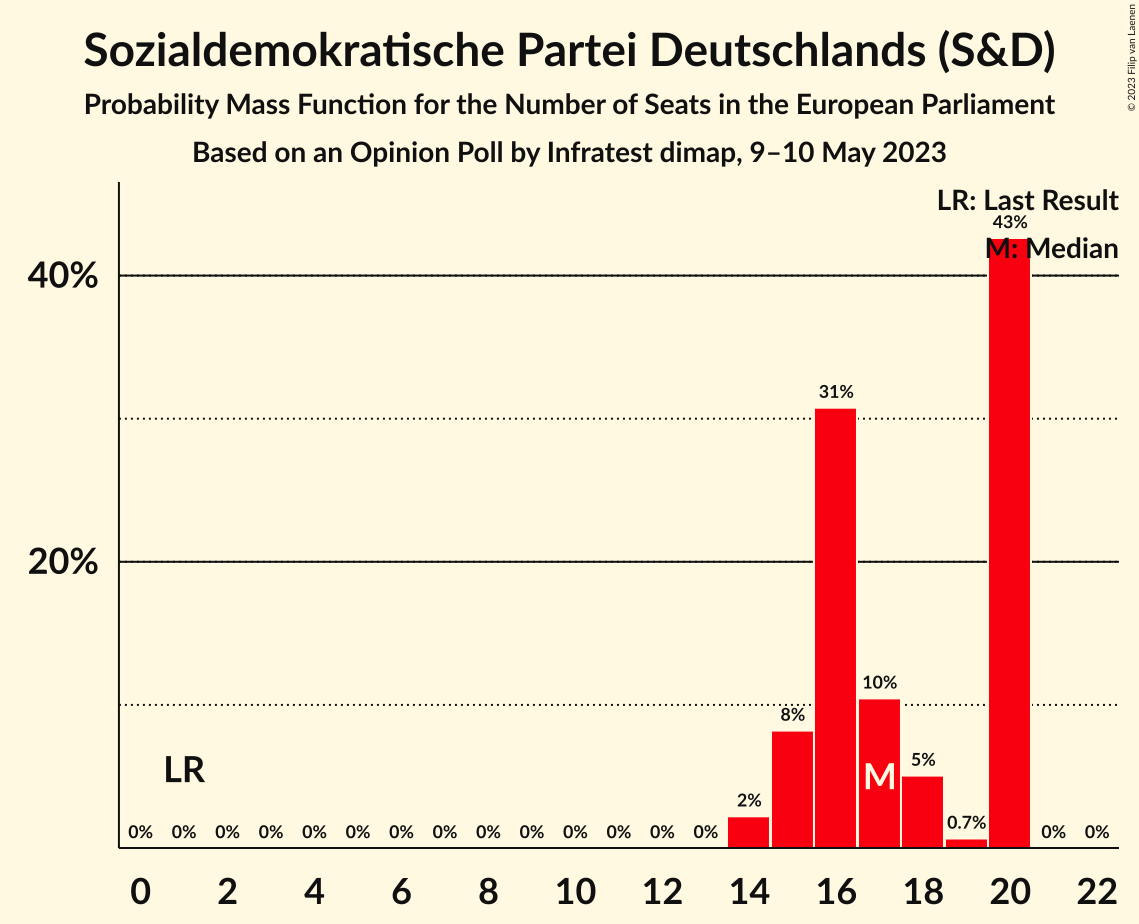 Sozialdemokratische Partei Deutschlands (S&D)
Probability Mass Function for the Number of Seats in the European Parliament
Based on an Opinion Poll by Infratest dimap, 9–10 May 2023
© 2023 Filip van Laenen
LR: Last Result
43%
M: Median
40%
31%
20%
10%
8%
LR
M
5%
2%
0.7%
0% 0% 0% 0% 0% 0% 0% 0% 0% 0% 0% 0% 0% 0% 0% 0%
0 2 4 6 8 10 12 14 16 18 20 22